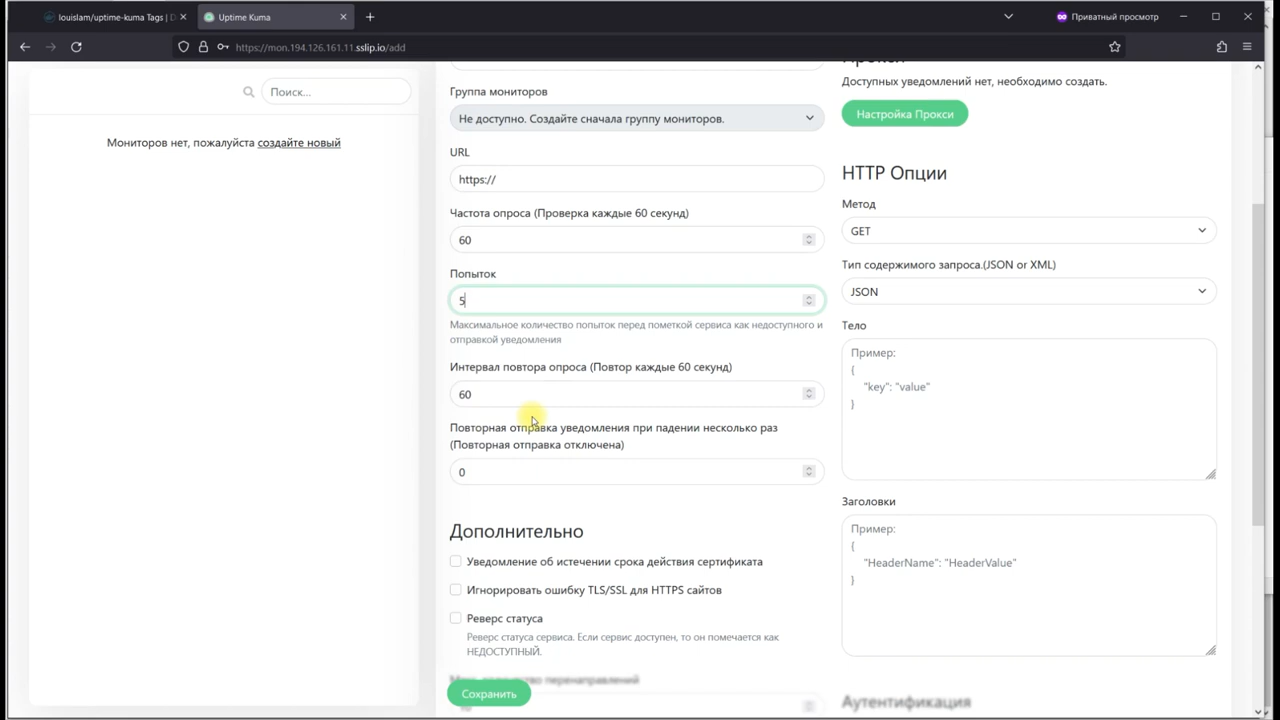 louislam/uptime-kuma Tags | D
Uptime Kuma
Приватный просмотр
https://mon.194.126.161.11.sslip.io/add
Поиск...
Мониторов нет, пожалуйста создайте новый
Группа мониторов
Не доступно. Создайте сначала группу мониторов.
URL
https://
Частота опроса (Проверка каждые 60 секунд)
60
Попыток
5
Максимальное количество попыток перед пометкой сервиса как недоступного и
отправкой уведомления
Интервал повтора опроса (Повтор каждые 60 секунд)
60
Повторная отправка уведомления при падении несколько раз
(Повторная отправка отключена)
0
Дополнительно
Уведомление об истечении срока действия сертификата
Игнорировать ошибку TLS/SSL для HTTPS сайтов
Реверс статуса
Реверс статуса сервиса. Если сервис доступен, то он помечается как
НЕДОСТУПНЫЙ.
Сохранить
Прокси
Доступных уведомлений нет, необходимо создать.
Настройка Прокси
HTTP Опции
Метод
GET
Тип содержимого запроса.(JSON or XML)
JSON
Тело
Пример:
{
"key": "value"
}
Заголовки
Пример:
{
"HeaderName": "HeaderValue"
}
Аутентификация